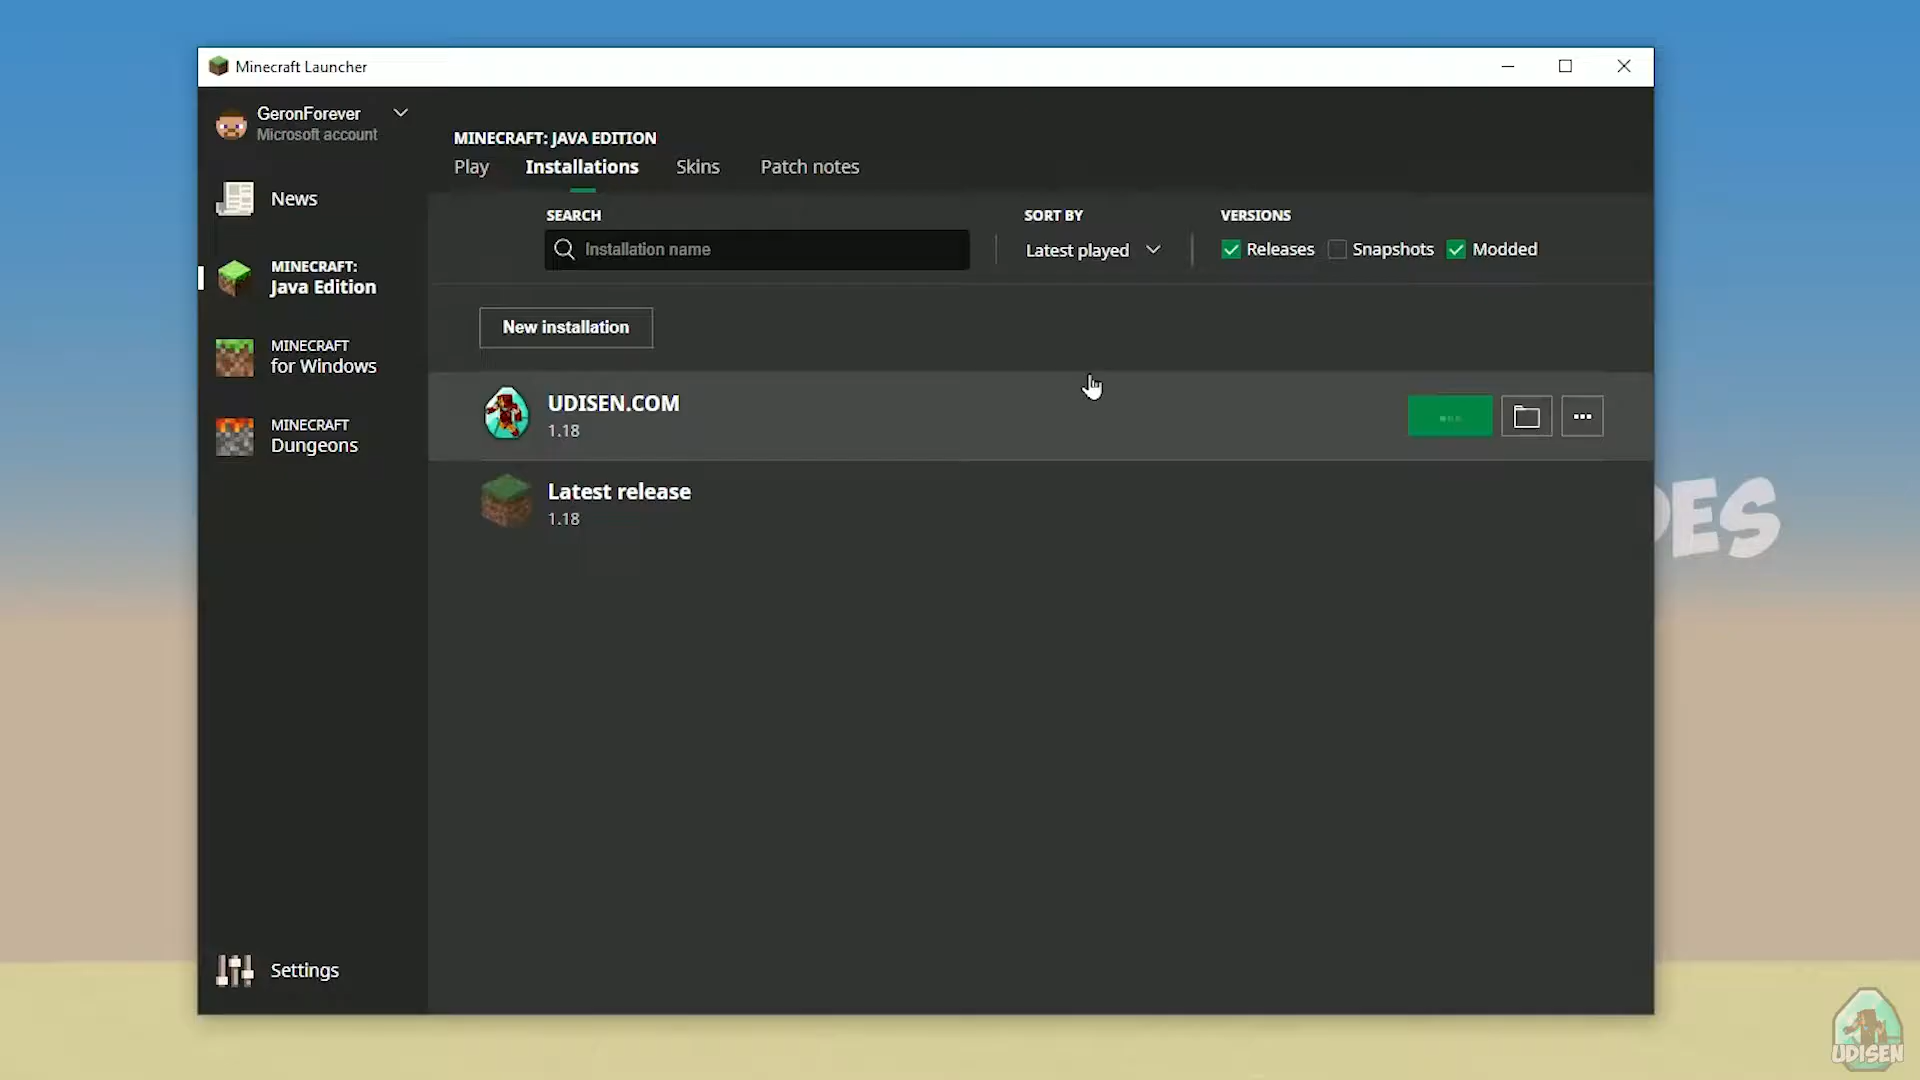 Minecraft Launcher
GeronForever
Microsoft account
News
MINECRAFT:
Java Edition
MINECRAFT
for Windows
MINECRAFT
Dungeons
Settings
MINECRAFT: JAVA EDITION
Play Installations Skins Patch notes
SEARCH SORT BY VERSIONS
Installation name Latest played Releases Snapshots Modded
New installation
UDISEN.COM
1.18
Latest release
1.18
UDISEN